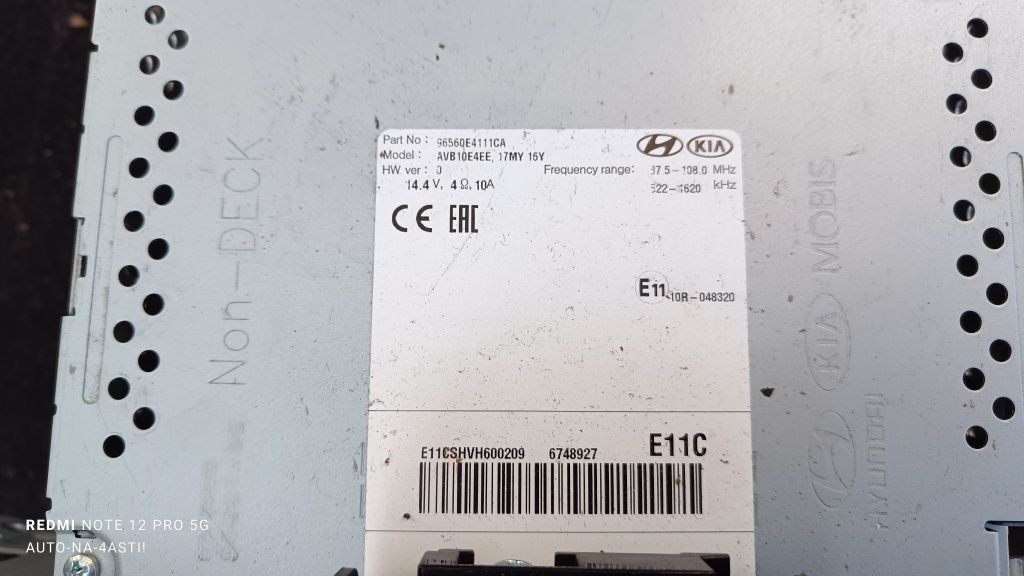 Part No : 96560E4111CA
Model : AVB10E4EE, 17MY 16Y
HW ver : 0
Frequency range: 87.5-108.0 MHz
14.4 V, 4 Ω, 10A
522-1620 kHz
KIA
CE EAC
E11 10R-048320
E11CSHVH600209 6748927 E11C
Non-DECK
KIA MOBIS
HYUNDAI
REDMI NOTE 12 PRO 5G
AUTO-NA-4ASTI!